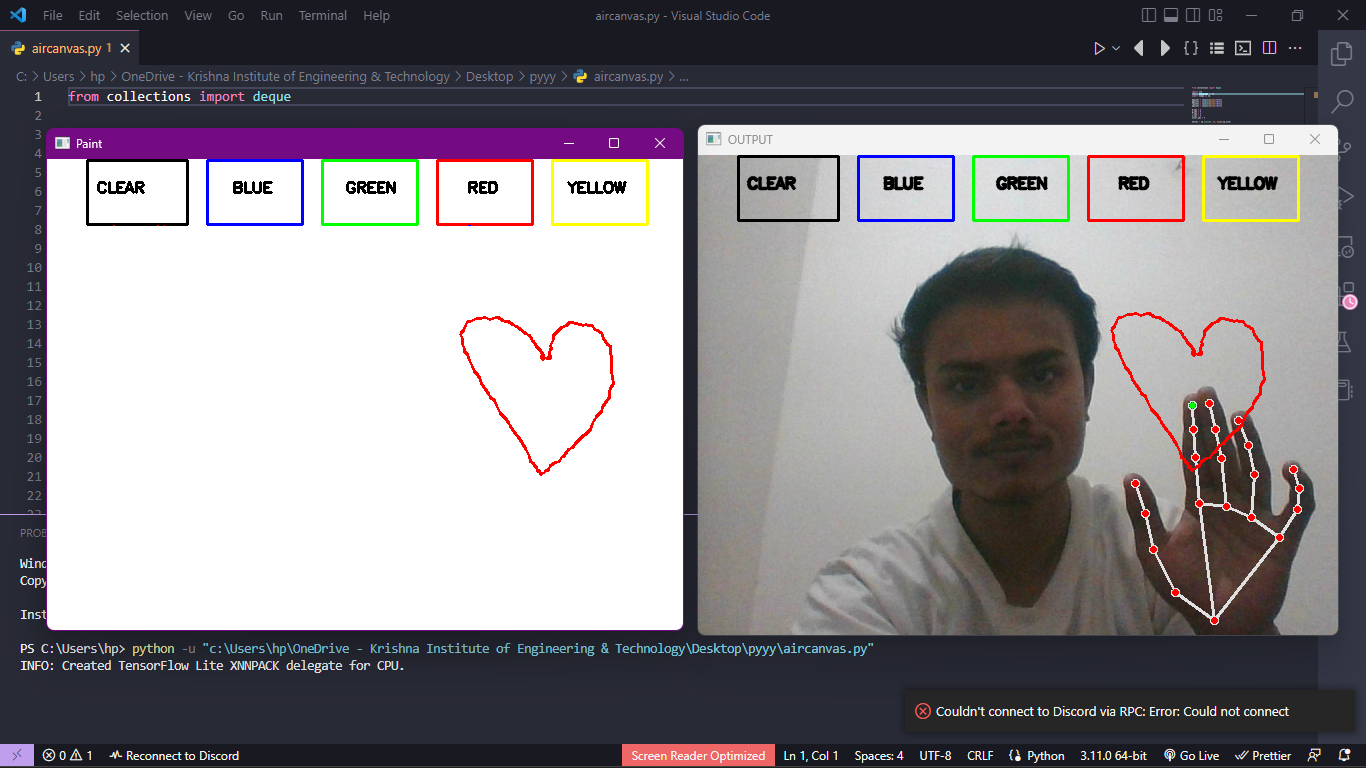 File Edit Selection View Go Run Terminal Help
aircanvas.py - Visual Studio Code
aircanvas.py 1
C: > Users > hp > OneDrive - Krishna Institute of Engineering & Technology > Desktop > pyyy > aircanvas.py > ...
1 from collections import deque
2
3
4
5
6
7
8
9
10
11
12
13
14
15
16
17
18
19
20
21
22
23
Paint
CLEAR BLUE GREEN RED YELLOW
OUTPUT
CLEAR BLUE GREEN RED YELLOW
PROB
Wind
Copy
Inst
PS C:\Users\hp> python -u "c:\Users\hp\OneDrive - Krishna Institute of Engineering & Technology\Desktop\pyyy\aircanvas.py"
INFO: Created TensorFlow Lite XNNPACK delegate for CPU.
Couldn't connect to Discord via RPC: Error: Could not connect
0 1 Reconnect to Discord Screen Reader Optimized Ln 1, Col 1 Spaces: 4 UTF-8 CRLF Python 3.11.0 64-bit Go Live Prettier